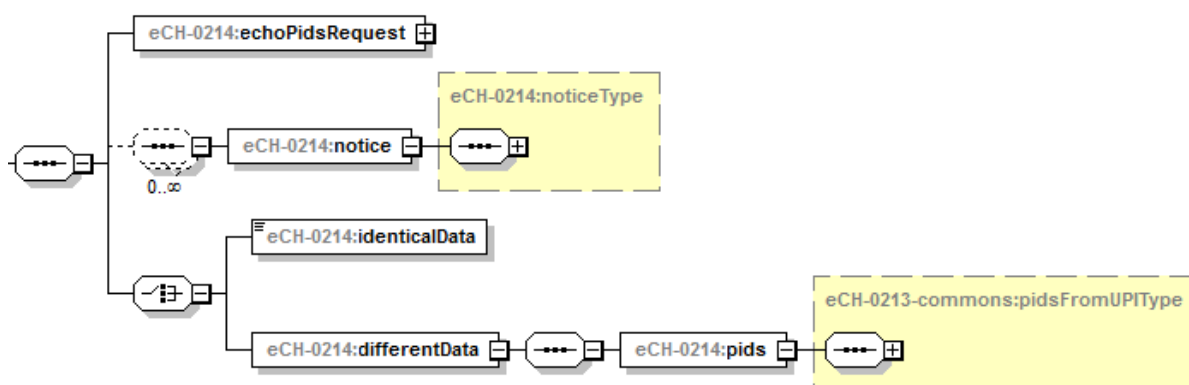 eCH-0214:echoPidsRequest
eCH-0214:noticeType
eCH-0214:notice
0..∞
eCH-0214:identicalData
eCH-0213-commons:pidsFromUPIType
eCH-0214:differentData
eCH-0214:pids